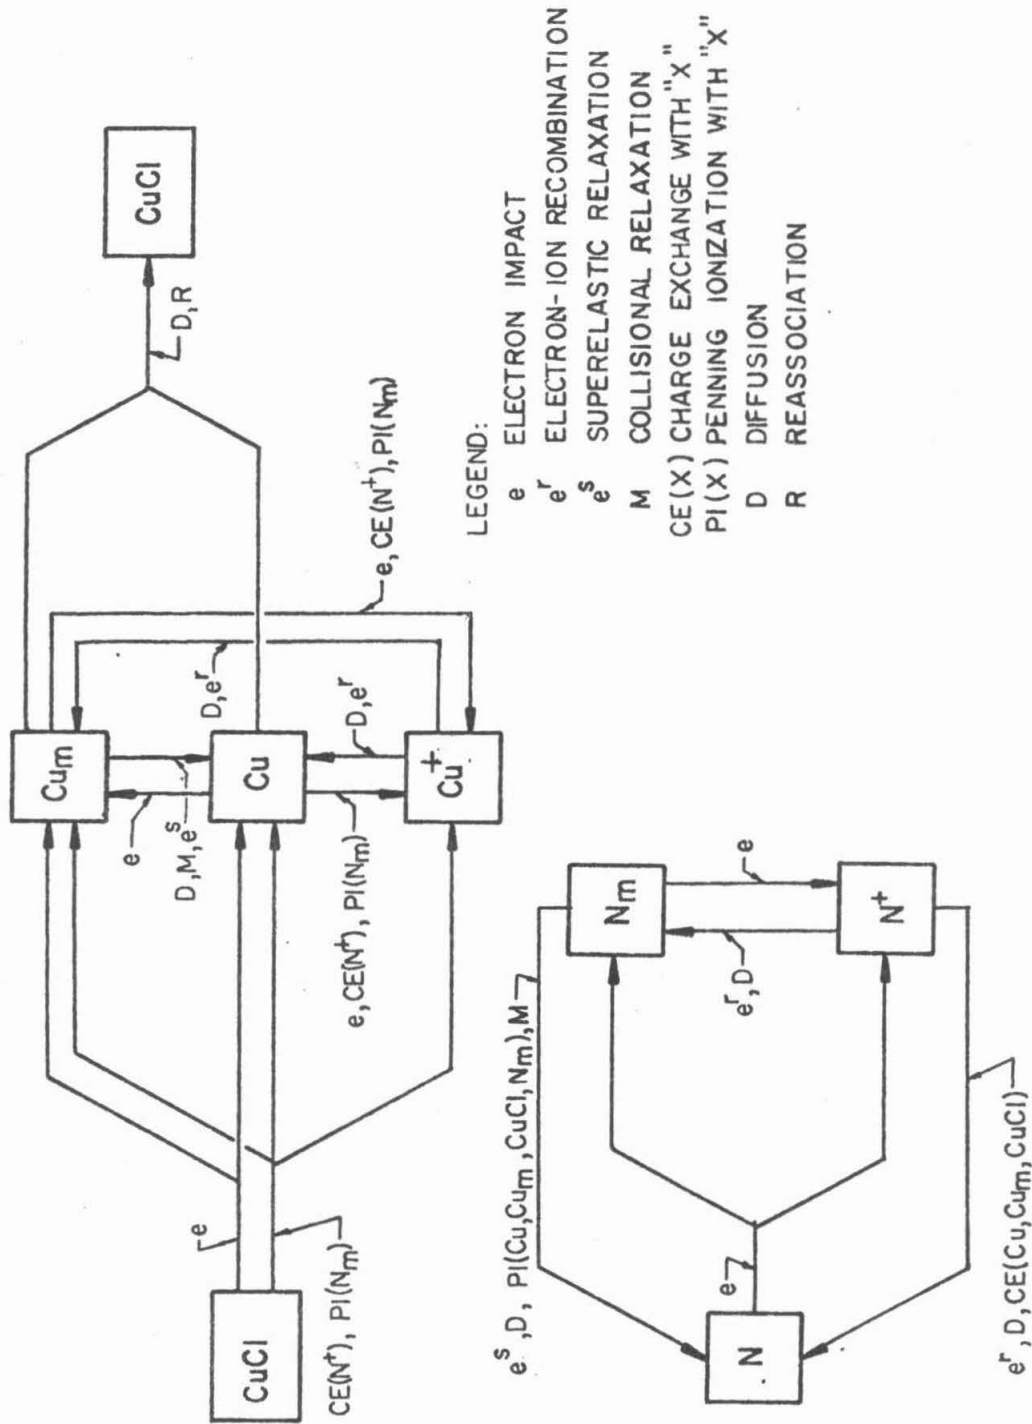 CuCl
e
CE(N⁺), PI(Nₘ)
Cuₘ
e
D, M, eˢ
Cu
e, CE(N⁺), PI(Nₘ)
D, eʳ
Cu⁺
D, eʳ
e, CE(N⁺), PI(Nₘ)
D, R
CuCl
N
e
eˢ, D, PI(Cu, Cuₘ, CuCl, Nₘ), M
Nₘ
eʳ, D
e
N⁺
eʳ, D, CE(Cu, Cuₘ, CuCl)
LEGEND:
e ELECTRON IMPACT
eʳ ELECTRON-ION RECOMBINATION
eˢ SUPERELASTIC RELAXATION
M COLLISIONAL RELAXATION
CE(X) CHARGE EXCHANGE WITH "X"
PI(X) PENNING IONIZATION WITH "X"
D DIFFUSION
R REASSOCIATION